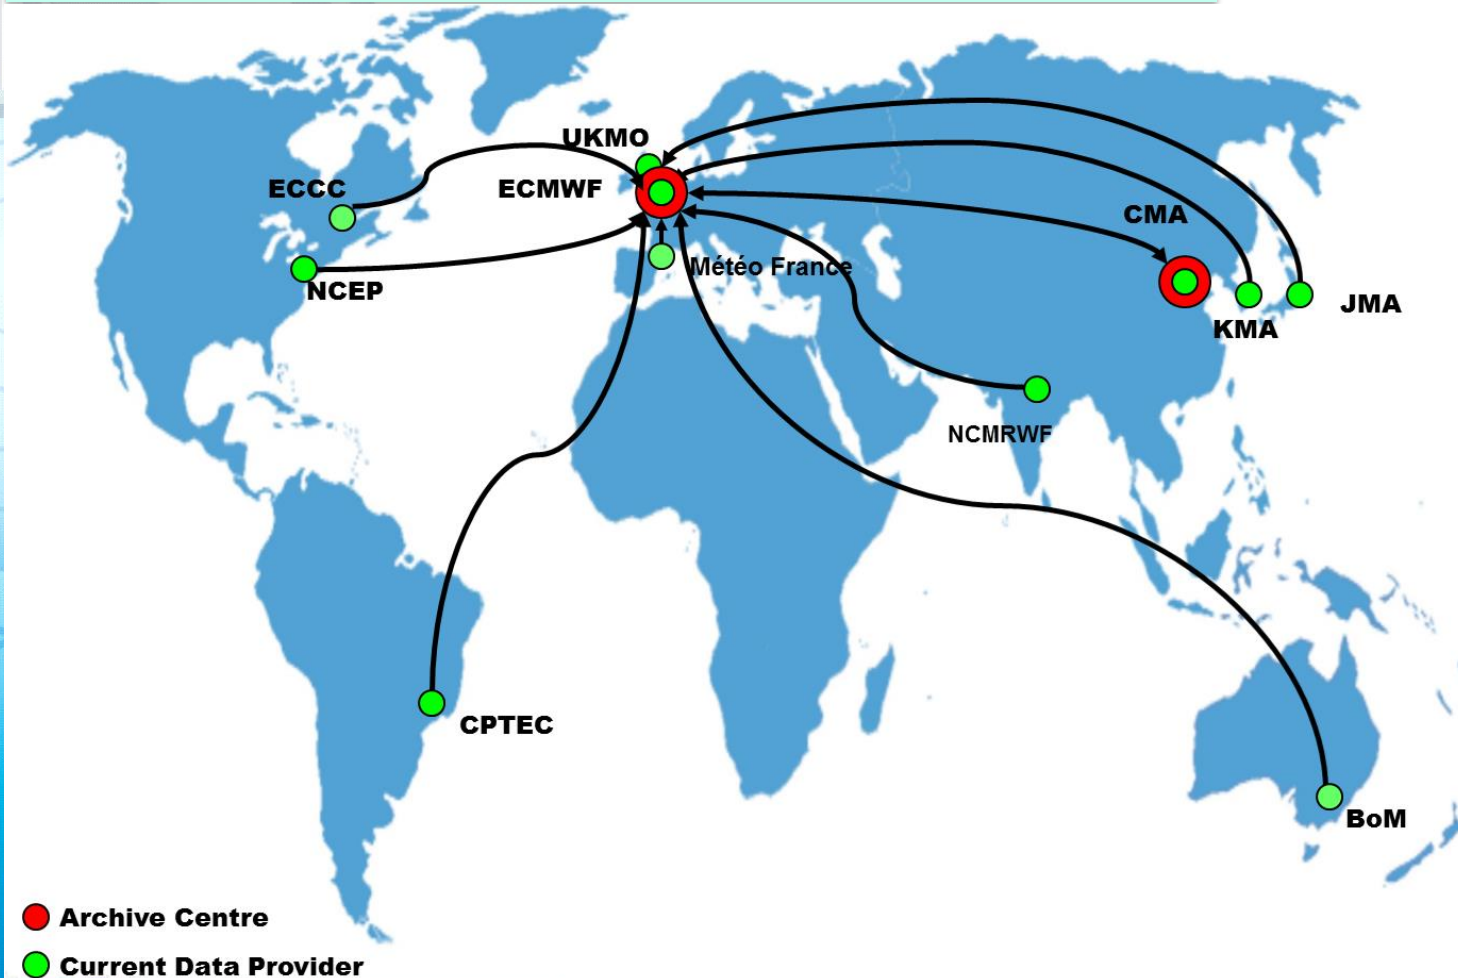 UKMO
ECCC
ECMWF
CMA
Météo France
NCEP
JMA
KMA
NCMRWF
CPTEC
BoM
Archive Centre
Current Data Provider